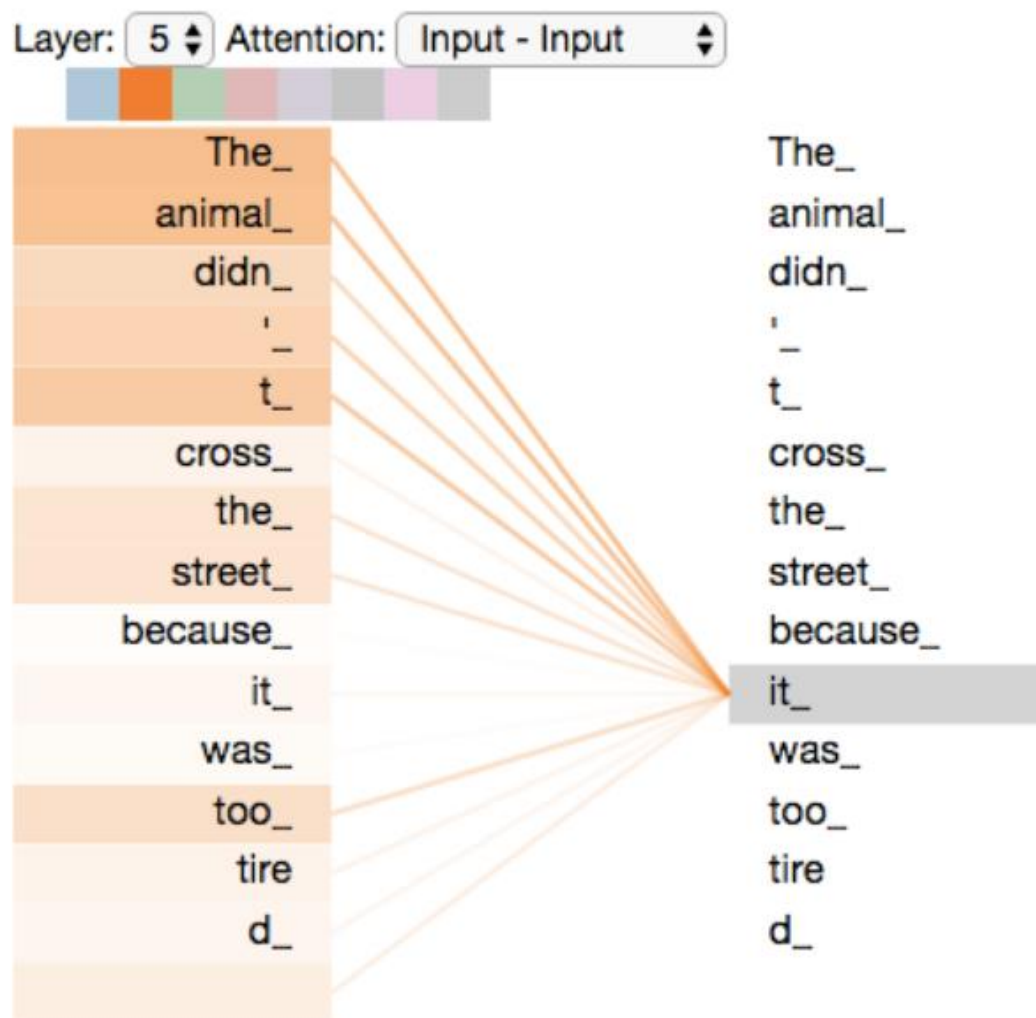 Layer: 5 Attention: Input - Input
The_ The_
animal_ animal_
didn_ didn_
'_ '_
t_ t_
cross_ cross_
the_ the_
street_ street_
because_ because_
it_ it_
was_ was_
too_ too_
tire tire
d_ d_